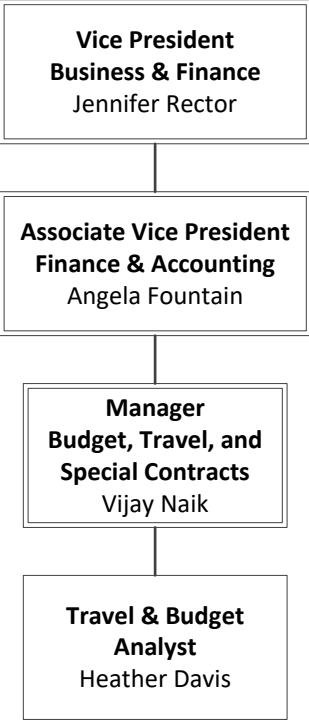 Vice President
Business & Finance
Jennifer Rector
Associate Vice President
Finance & Accounting
Angela Fountain
Manager
Budget, Travel, and
Special Contracts
Vijay Naik
Travel & Budget
Analyst
Heather Davis